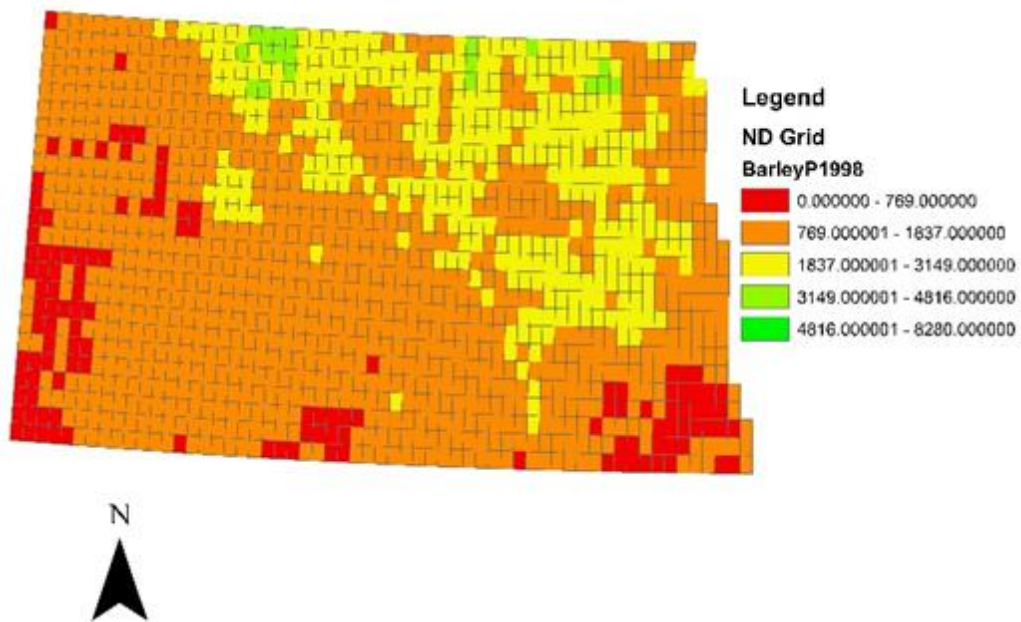 Legend
ND Grid
BarleyP1998
0.000000 - 769.000000
769.000001 - 1837.000000
1837.000001 - 3149.000000
3149.000001 - 4816.000000
4816.000001 - 8280.000000
N